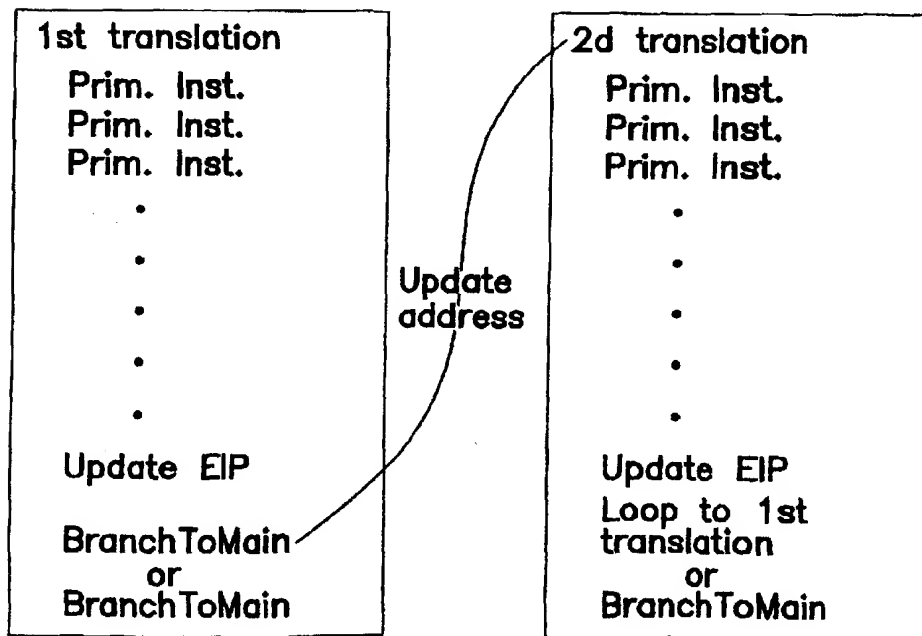 1st translation
Prim. Inst.
Prim. Inst.
Prim. Inst.
Update EIP
BranchToMain
or
BranchToMain
Update
address
2d translation
Prim. Inst.
Prim. Inst.
Prim. Inst.
Update EIP
Loop to 1st
translation
or
BranchToMain